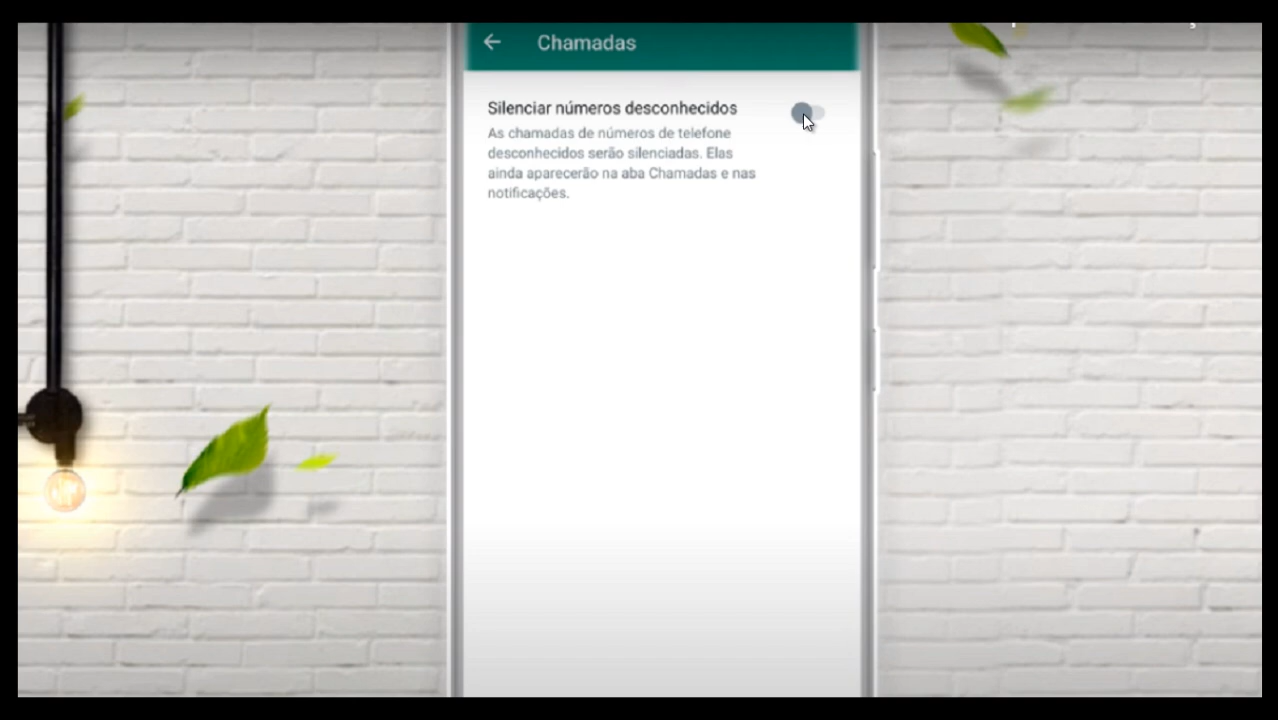 Chamadas
Silenciar números desconhecidos
As chamadas de números de telefone
desconhecidos serão silenciadas. Elas
ainda aparecerão na aba Chamadas e nas
notificações.